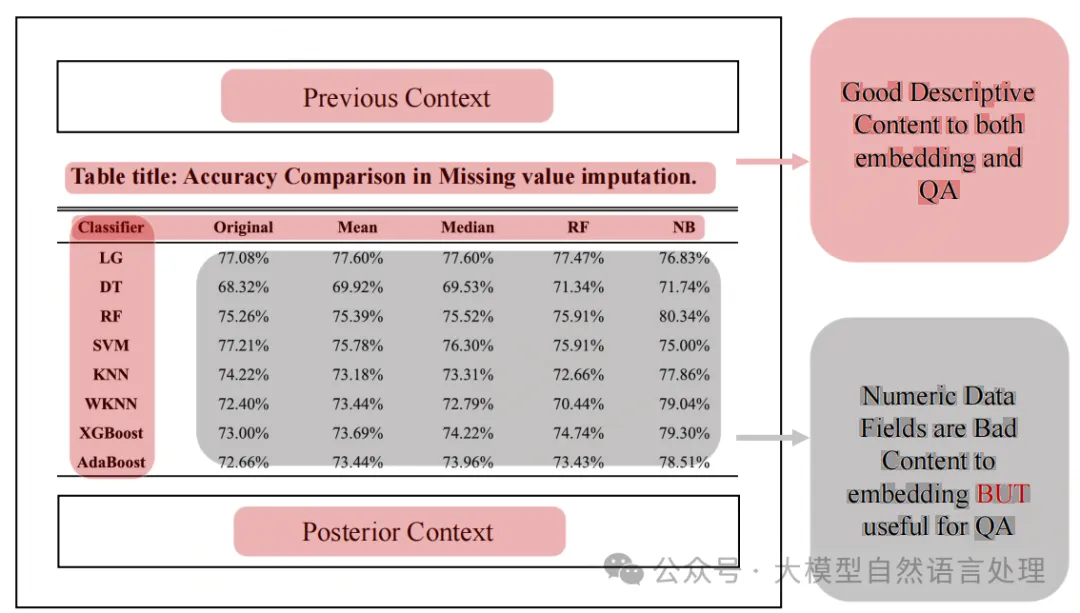 Previous Context
Table title: Accuracy Comparison in Missing value imputation.
Classifier Original Mean Median RF NB
LG 77.08% 77.60% 77.60% 77.47% 76.83%
DT 68.32% 69.92% 69.53% 71.34% 71.74%
RF 75.26% 75.39% 75.52% 75.91% 80.34%
SVM 77.21% 75.78% 76.30% 75.91% 75.00%
KNN 74.22% 73.18% 73.31% 72.66% 77.86%
WKNN 72.40% 73.44% 72.79% 70.44% 79.04%
XGBoost 73.00% 73.69% 74.22% 74.74% 79.30%
AdaBoost 72.66% 73.44% 73.96% 73.43% 78.51%
Posterior Context
Good Descriptive
Content to both
embedding and
QA
Numeric Data
Fields are Bad
Content to
embedding BUT
useful for QA
公众号 · 大模型自然语言处理